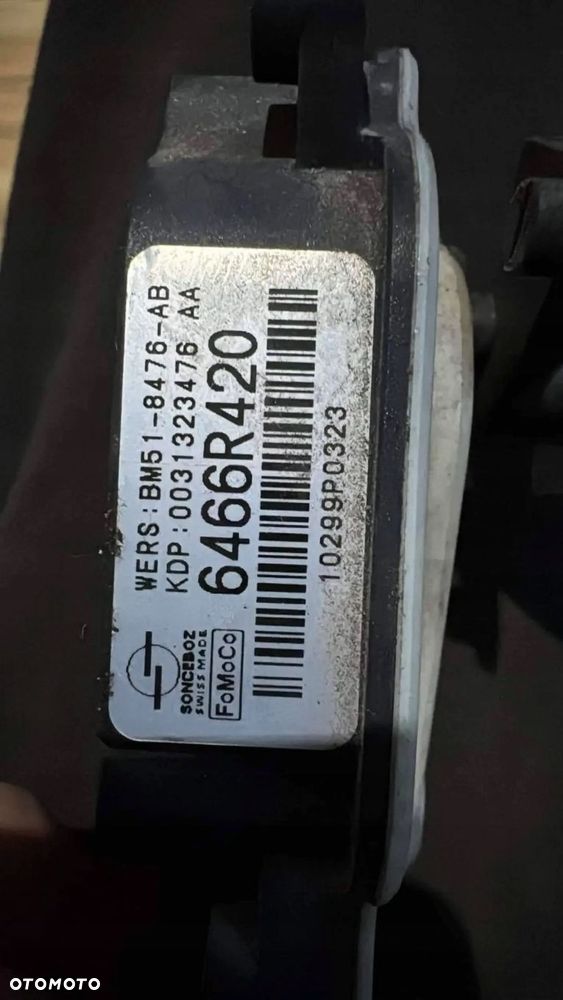 WERS:BM51-8476-AB
KDP:0031323476 AA
6466R420
10299P0323
SONCEBOZ
SWISS MADE
FoMoCo
OTOMOTO